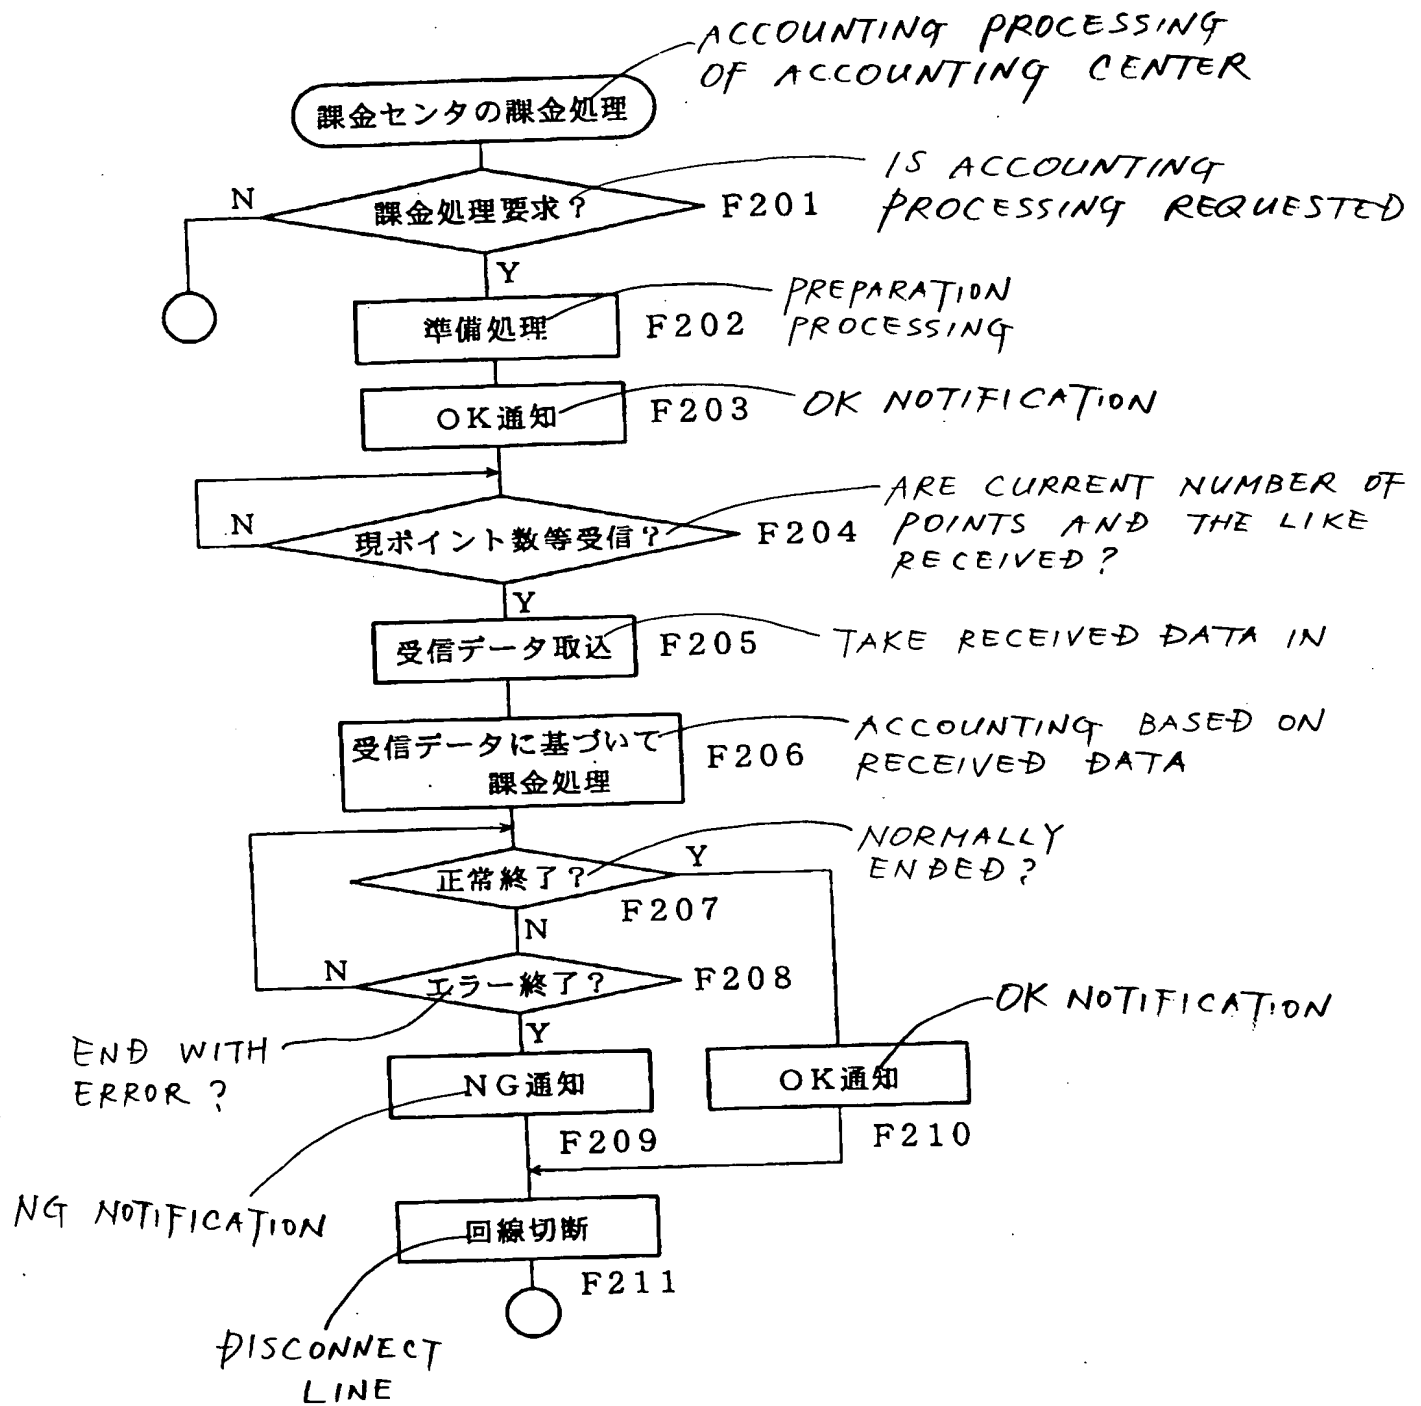 ACCOUNTING PROCESSING
OF ACCOUNTING CENTER
課金センタの課金処理
IS ACCOUNTING
PROCESSING REQUESTED
N
課金処理要求?
F201
Y
PREPARATION
PROCESSING
準備処理
F202
OK通知
F203
OK NOTIFICATION
ARE CURRENT NUMBER OF
POINTS AND THE LIKE
RECEIVED?
N
現ポイント数等受信?
F204
Y
受信データ取込
F205
TAKE RECEIVED DATA IN
受信データに基づいて
課金処理
F206
ACCOUNTING BASED ON
RECEIVED DATA
NORMALLY
ENDED?
正常終了?
Y
F207
N
N
エラー終了?
F208
Y
OK NOTIFICATION
END WITH
ERROR?
NG通知
OK通知
F209
F210
NG NOTIFICATION
回線切断
F211
DISCONNECT
LINE